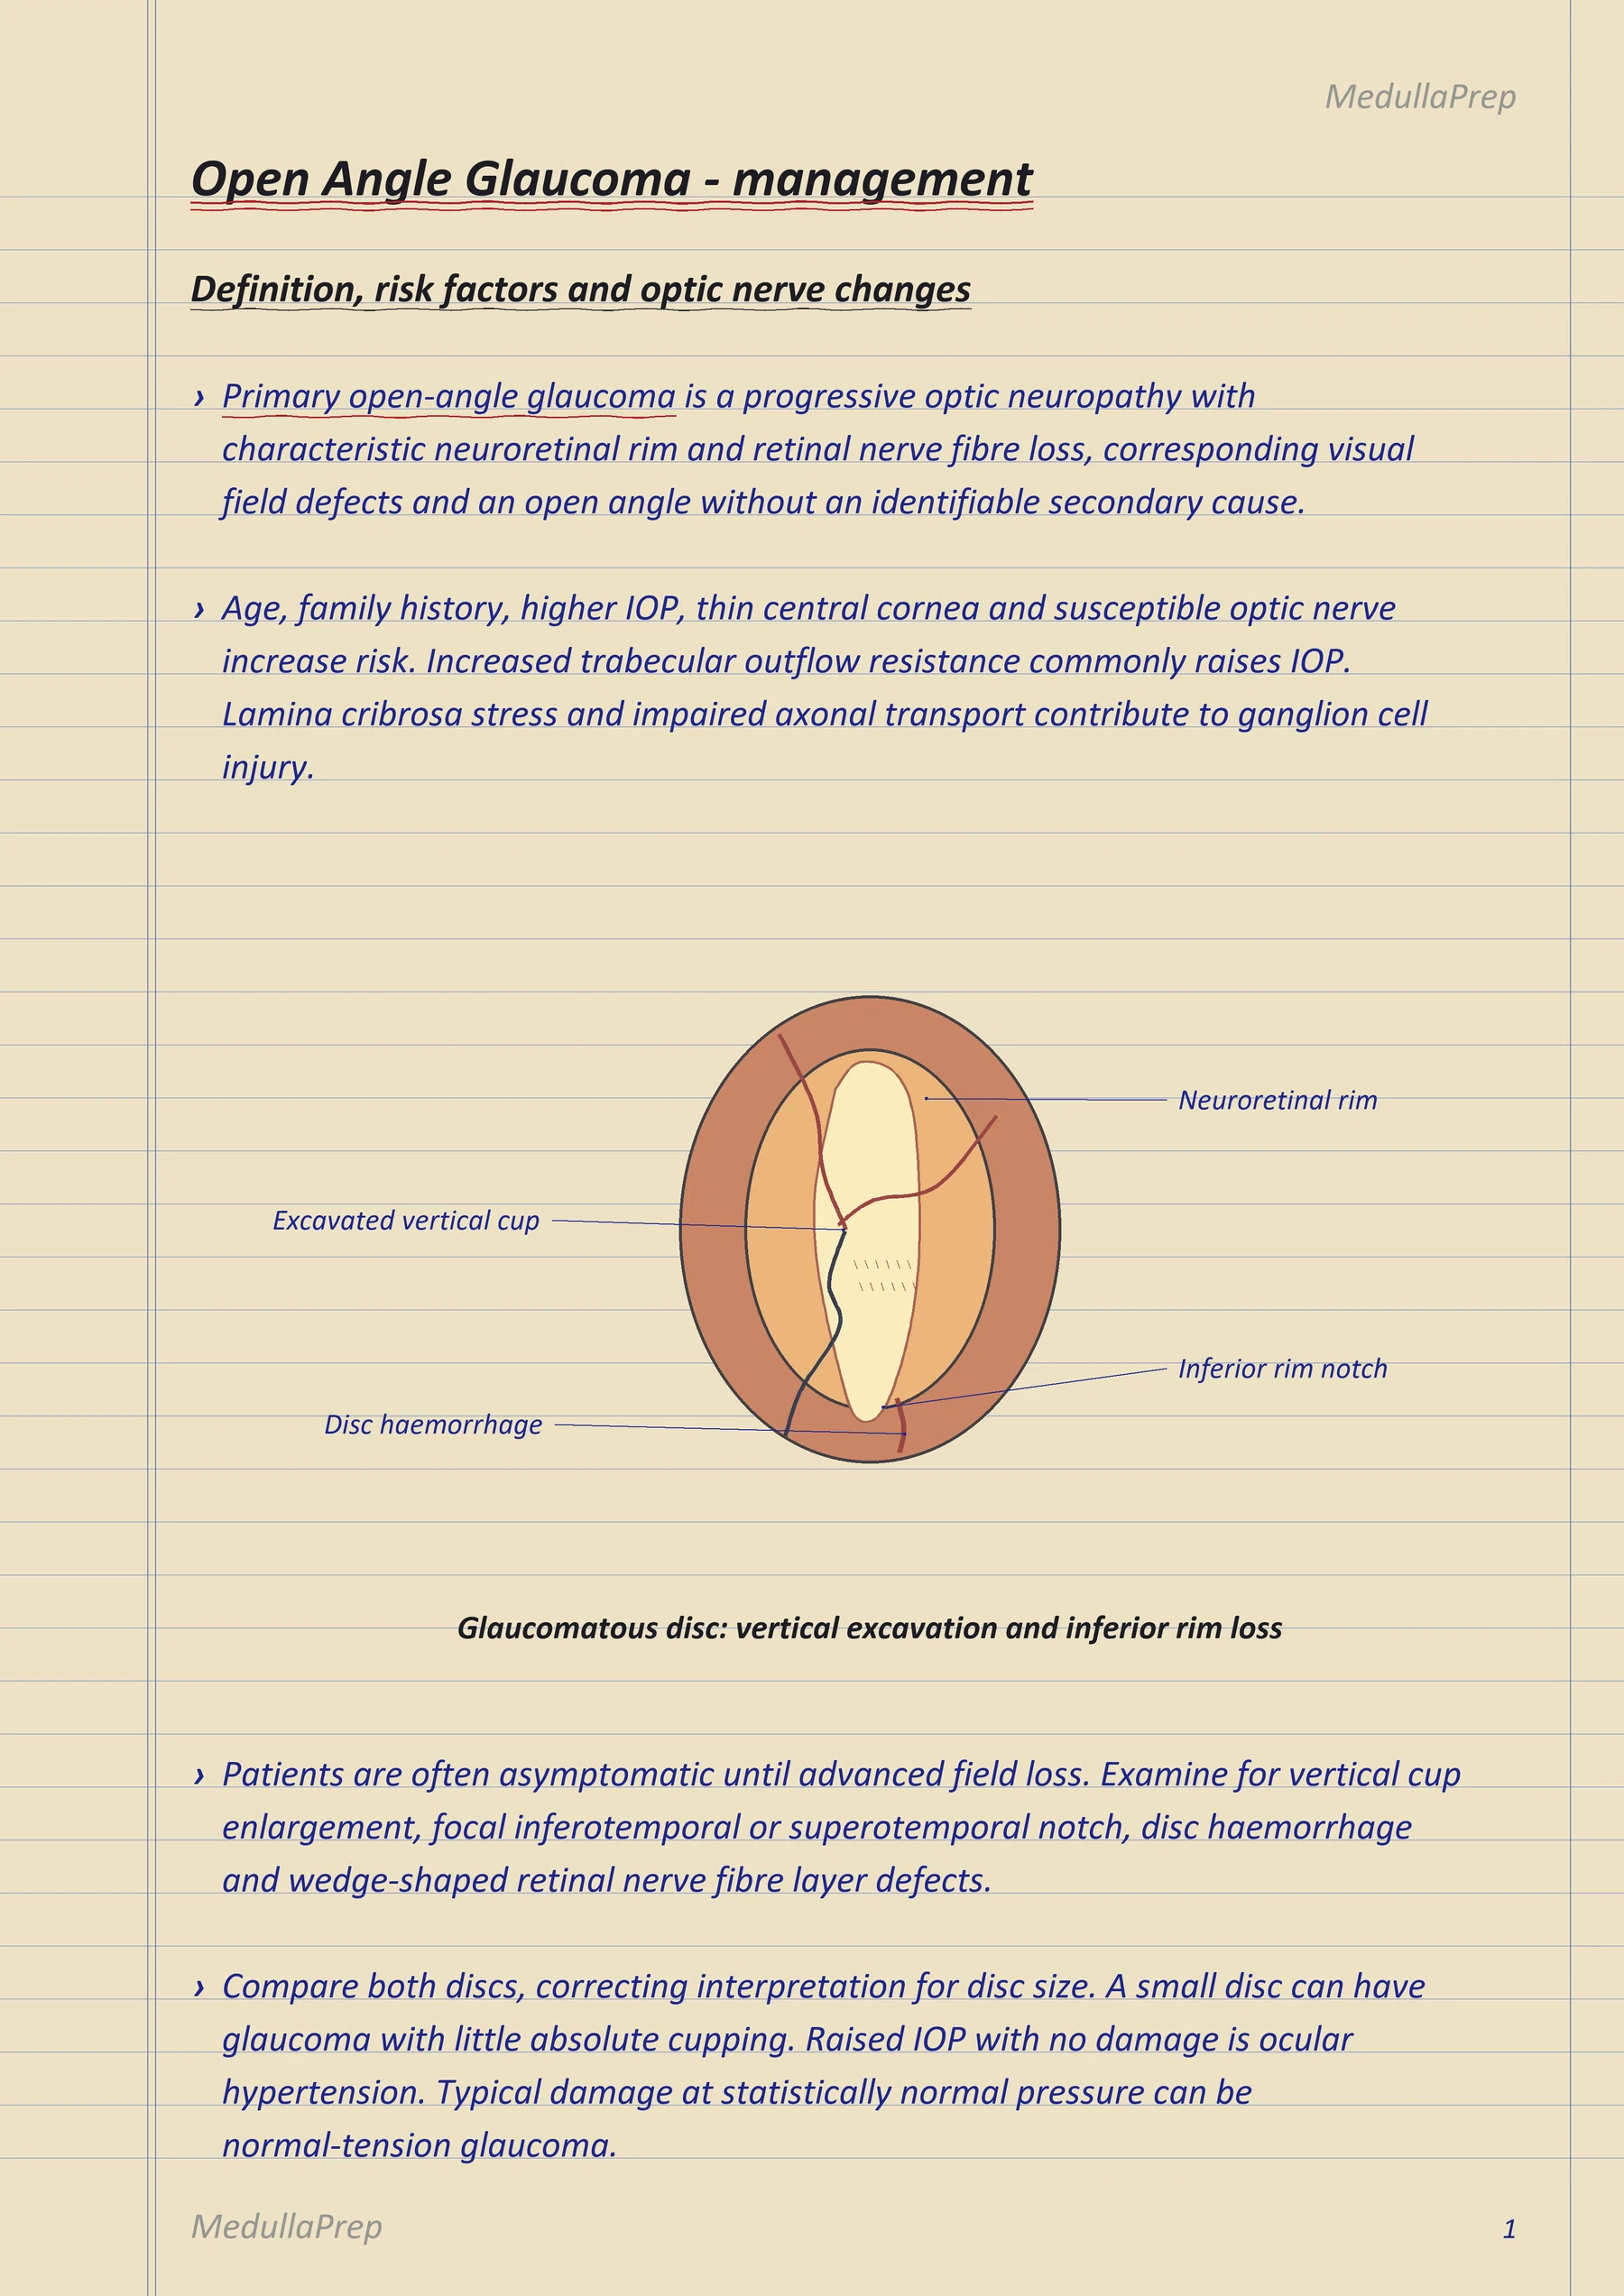 MedullaPrep
Open Angle Glaucoma - management
Definition, risk factors and optic nerve changes
› Primary open-angle glaucoma is a progressive optic neuropathy with
characteristic neuroretinal rim and retinal nerve fibre loss, corresponding visual
field defects and an open angle without an identifiable secondary cause.
› Age, family history, higher IOP, thin central cornea and susceptible optic nerve
increase risk. Increased trabecular outflow resistance commonly raises IOP.
Lamina cribrosa stress and impaired axonal transport contribute to ganglion cell
injury.
Neuroretinal rim
Excavated vertical cup
Inferior rim notch
Disc haemorrhage
Glaucomatous disc: vertical excavation and inferior rim loss
› Patients are often asymptomatic until advanced field loss. Examine for vertical cup
enlargement, focal inferotemporal or superotemporal notch, disc haemorrhage
and wedge-shaped retinal nerve fibre layer defects.
› Compare both discs, correcting interpretation for disc size. A small disc can have
glaucoma with little absolute cupping. Raised IOP with no damage is ocular
hypertension. Typical damage at statistically normal pressure can be
normal-tension glaucoma.
MedullaPrep
1